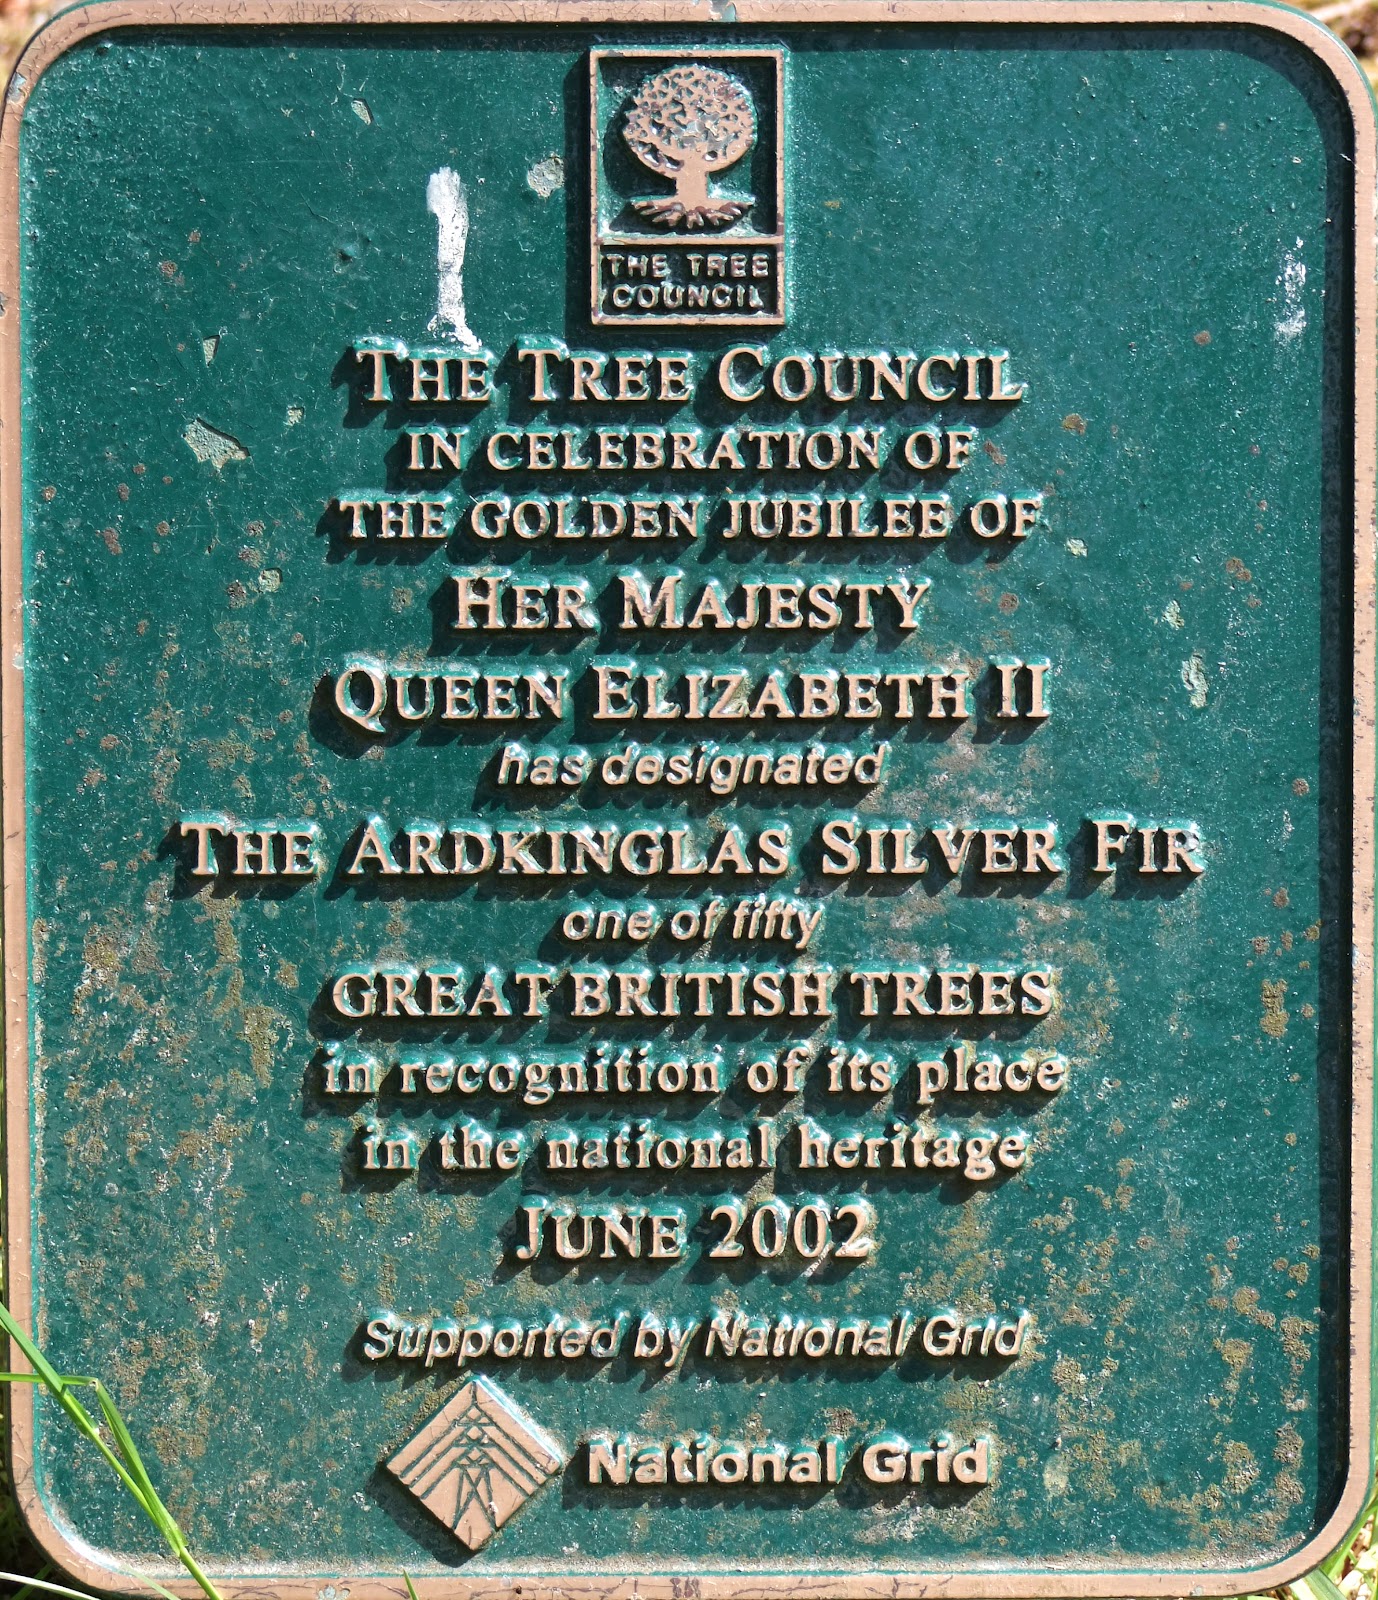 THE TREE
COUNCIL
THE TREE COUNCIL
IN CELEBRATION OF
THE GOLDEN JUBILEE OF
HER MAJESTY
QUEEN ELIZABETH II
has designated
THE ARDKINGLAS SILVER FIR
one of fifty
GREAT BRITISH TREES
in recognition of its place
in the national heritage
JUNE 2002
Supported by National Grid
National Grid